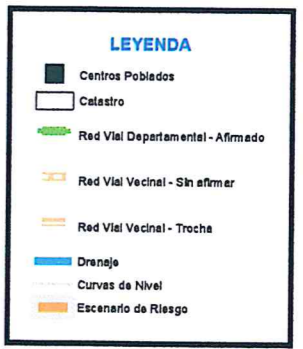 LEYENDA
Centros Poblados
Catastro
Red Vial Departamental - Afirmado
Red Vial Vecinal - Sin afirmar
Red Vial Vecinal - Trocha
Drenaje
Curvas de Nivel
Escenario de Riesgo